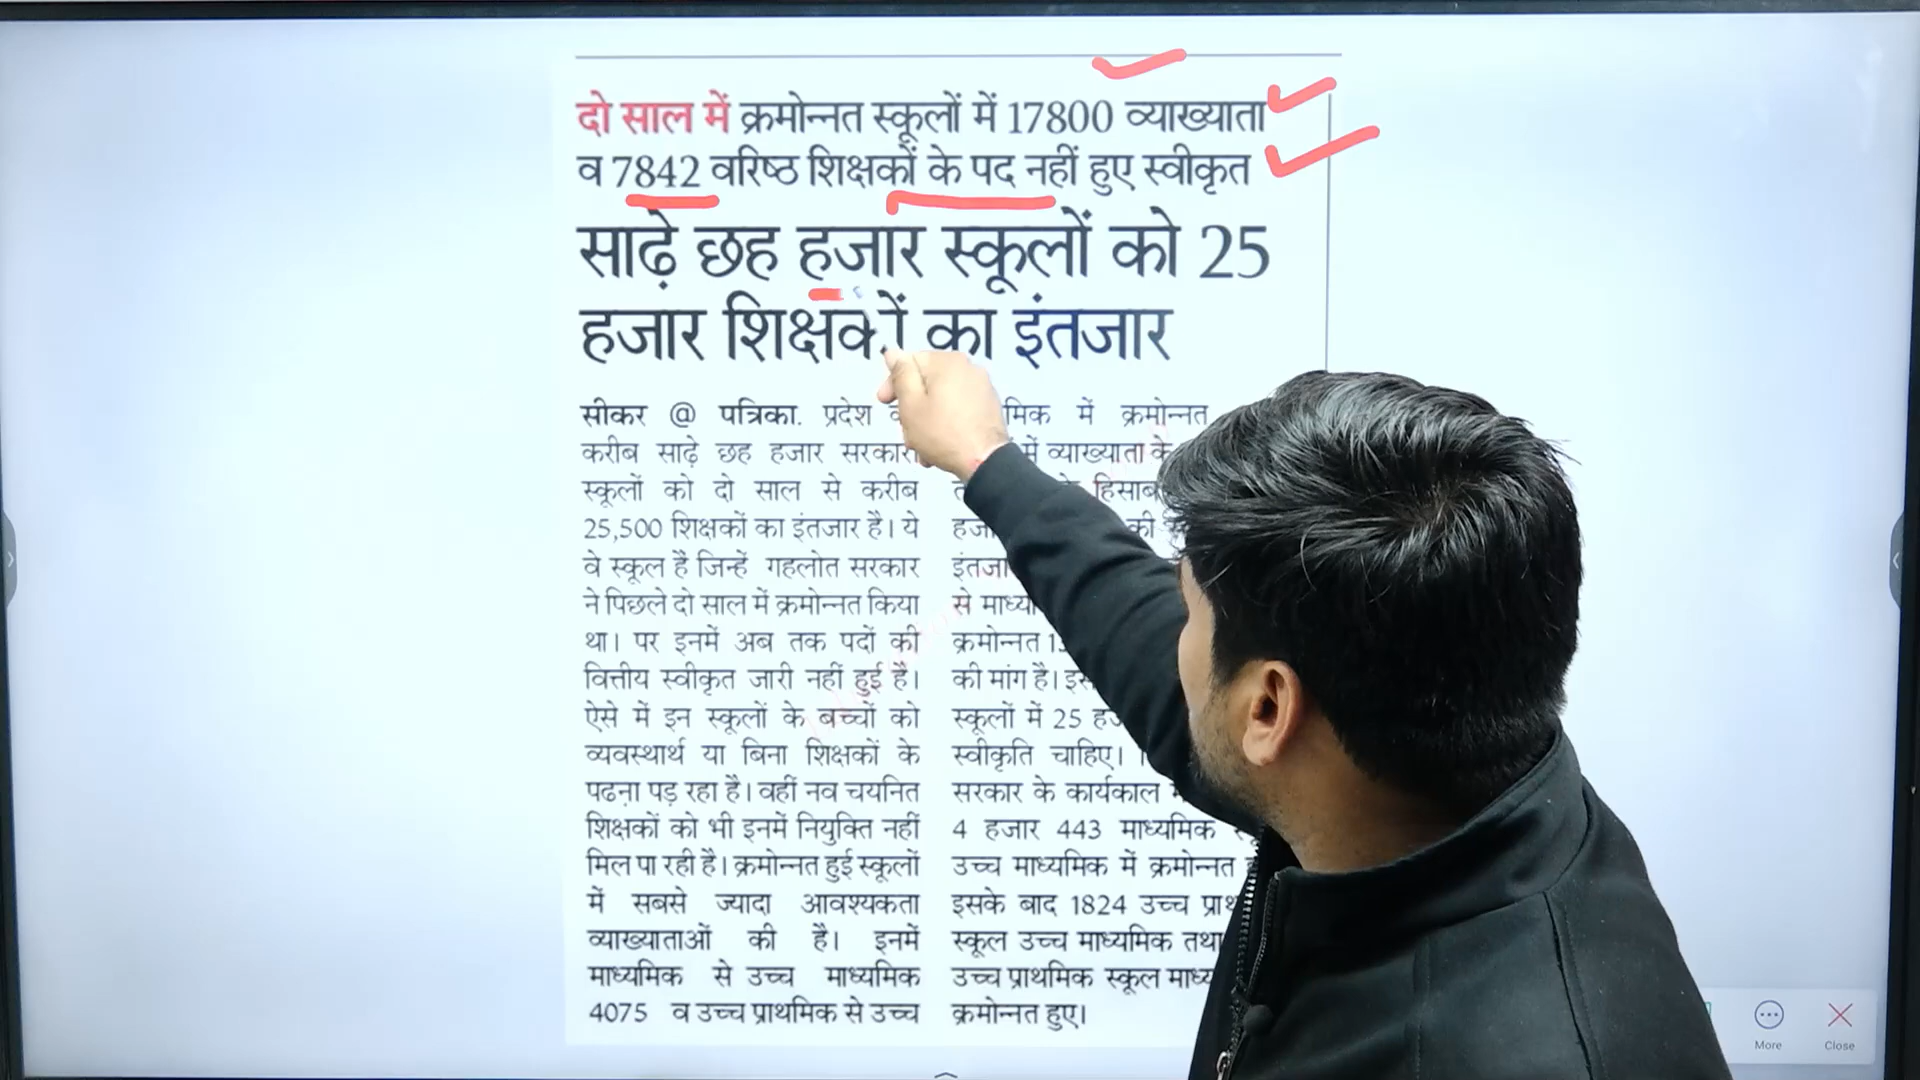 दो साल में क्रमोन्नत स्कूलों में 17800 व्याख्याता
व 7842 वरिष्ठ शिक्षकों के पद नहीं हुए स्वीकृत
साढ़े छह हजार स्कूलों को 25
हजार शिक्षकों का इंतजार
सीकर @ पत्रिका. प्रदेश
करीब साढ़े छह हजार सरकारी
स्कूलों को दो साल से करीब
25,500 शिक्षकों का इंतजार है। ये
वे स्कूल है जिन्हें गहलोत सरकार
ने पिछले दो साल में क्रमोन्नत किया
था। पर इनमें अब तक पदों की
वित्तीय स्वीकृत जारी नहीं हुई है।
ऐसे में इन स्कूलों के बच्चों को
व्यवस्थार्थ या बिना शिक्षकों के
पढऩा पड़ रहा है। वहीं नव चयनित
शिक्षकों को भी इनमें नियुक्ति नहीं
मिल पा रही है। क्रमोन्नत हुई स्कूलों
में सबसे ज्यादा आवश्यकता
व्याख्याताओं की है। इनमें
माध्यमिक से उच्च माध्यमिक
4075 व उच्च प्राथमिक से उच्च
में क्रमोन्नत
में व्याख्याता के
हिसाब
की
से
क्रमोन्नत
की मांग है।
स्कूलों में 25
स्वीकृति चाहिए।
सरकार के कार्यकाल
4 हजार 443 माध्यमिक
उच्च माध्यमिक में क्रमोन्नत
इसके बाद 1824 उच्च
स्कूल उच्च माध्यमिक तथा
उच्च प्राथमिक स्कूल
क्रमोन्नत हुए।
More
Close